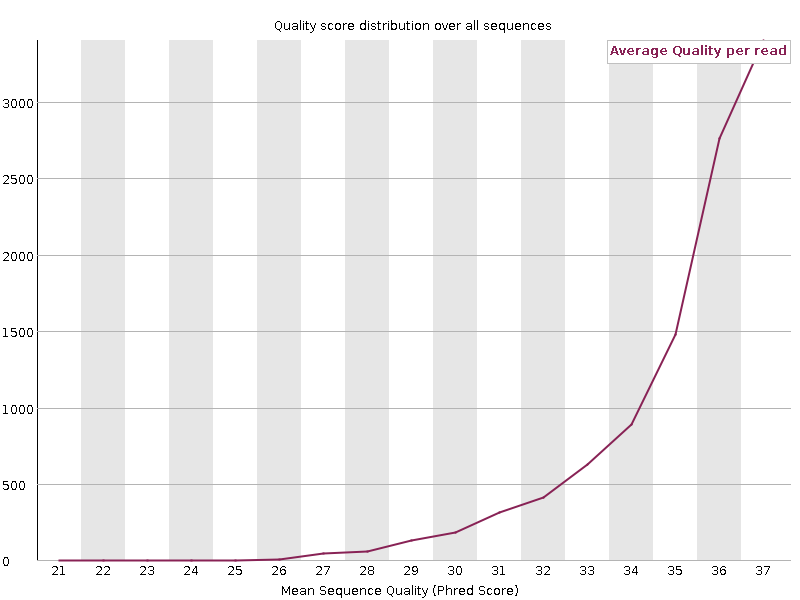 Quality score distribution over all sequences
Average Quality per read
3000
2500
2000
1500
1000
500
0
21 22 23 24 25 26 27 28 29 30 31 32 33 34 35 36 37
Mean Sequence Quality (Phred Score)